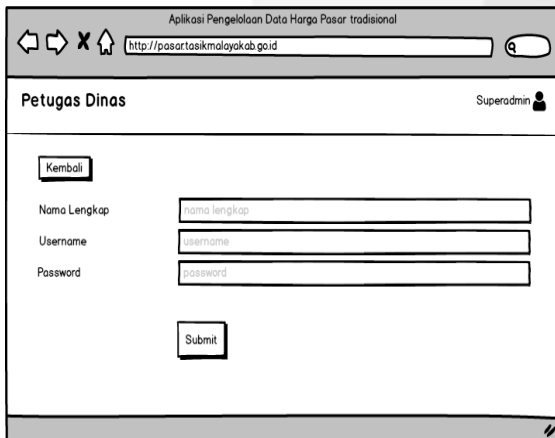 Aplikasi Pengelolaan Data Harga Pasar tradisional
http://pasar.tasikmalayakab.go.id
Petugas Dinas
Superadmin
Kembali
Nama Lengkap
nama lengkap
Username
username
Password
password
Submit